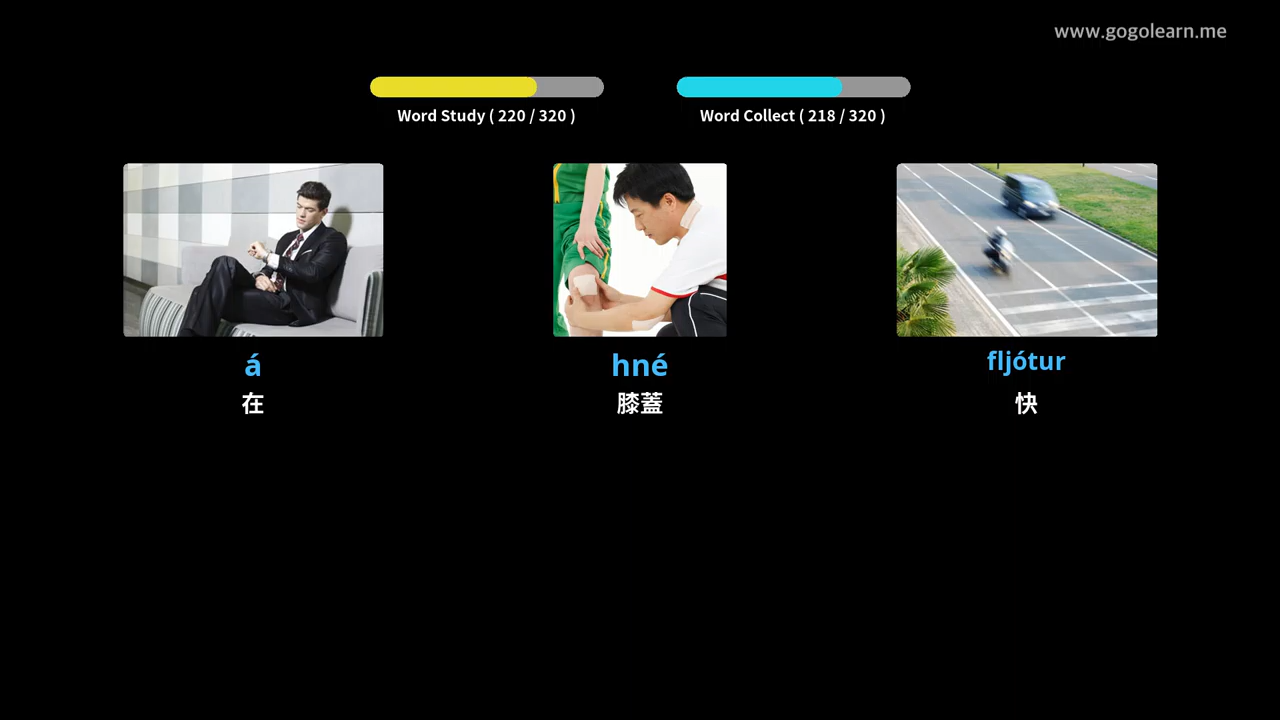 www.gogolearn.me
Word Study ( 220 / 320 )
Word Collect ( 218 / 320 )
á
hné
fljótur
在
膝蓋
快